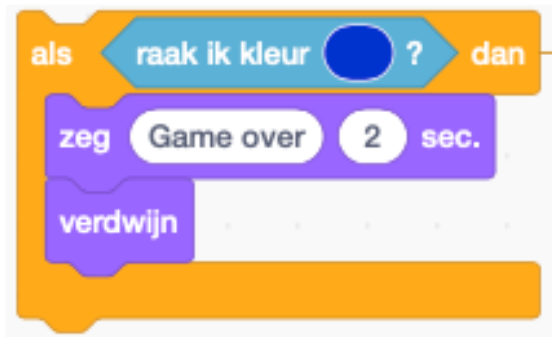 als raak ik kleur ? dan
zeg Game over 2 sec.
verdwijn